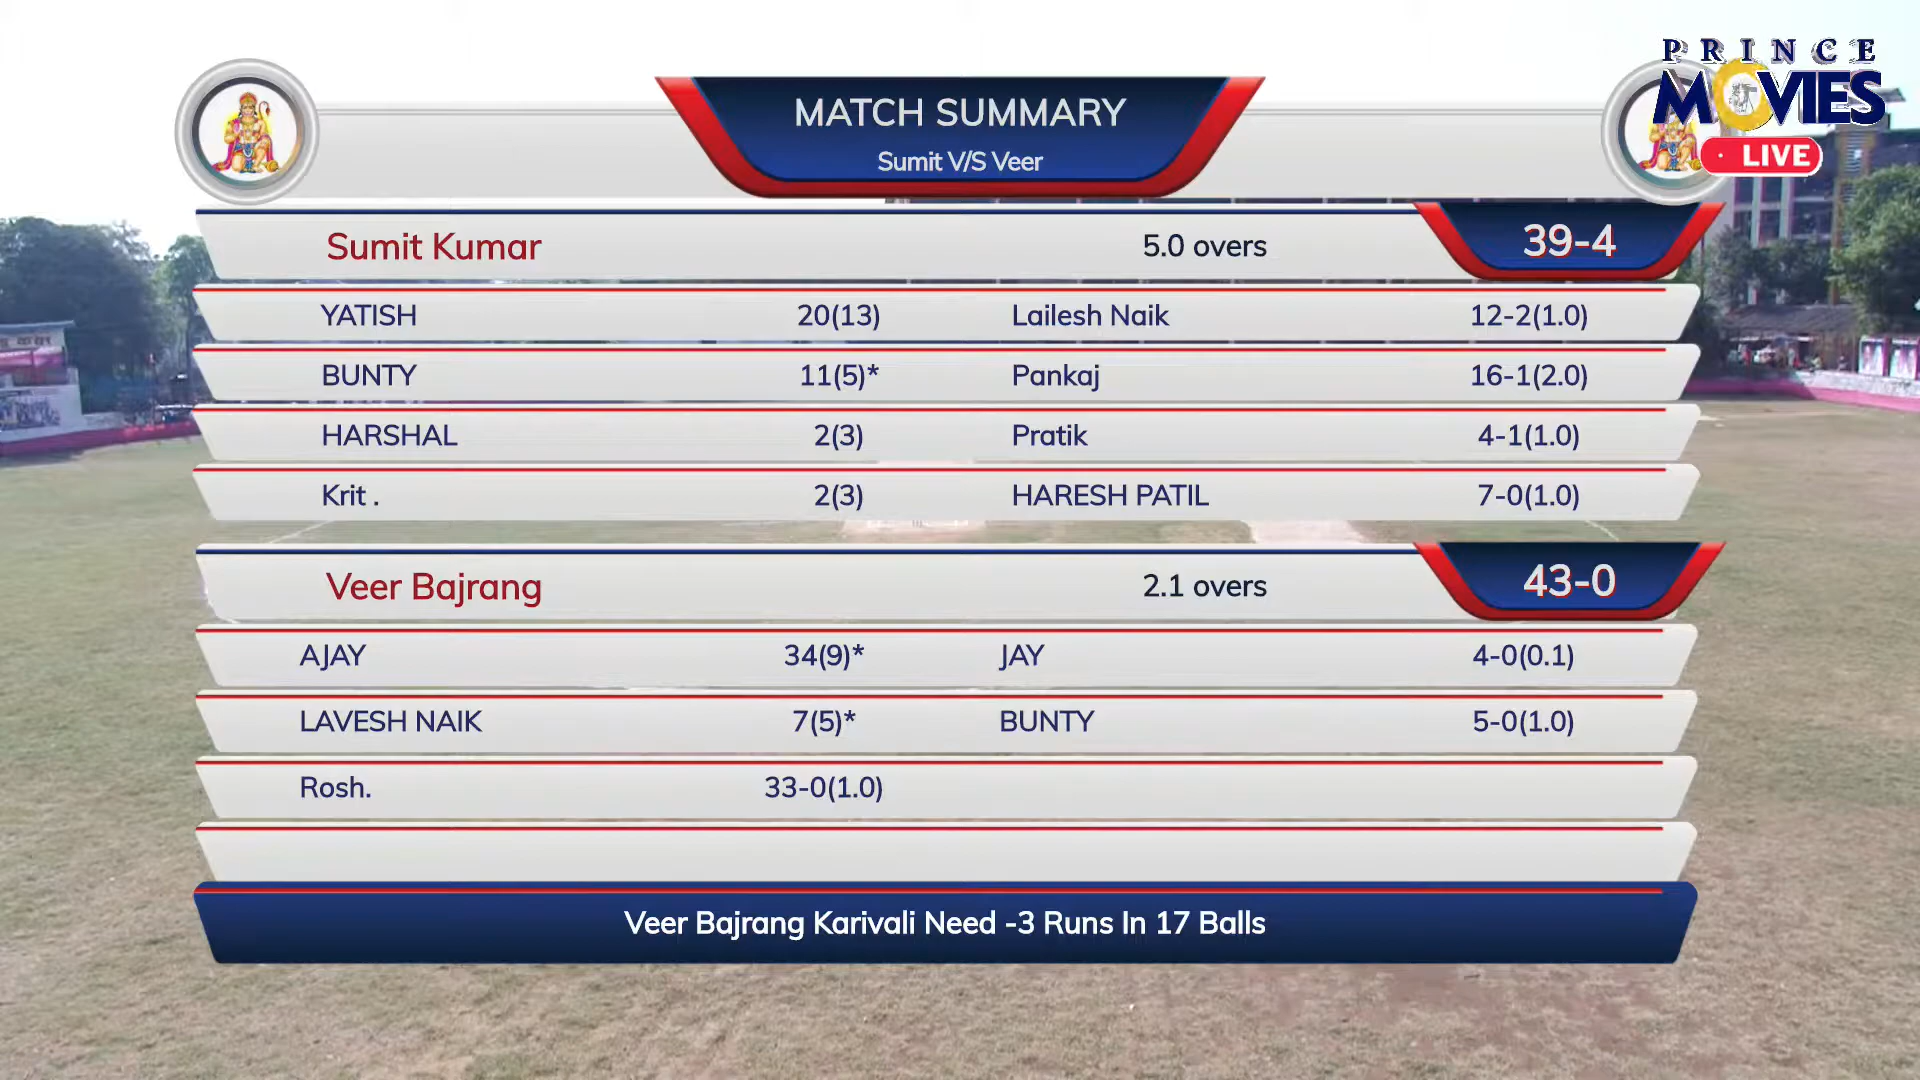 PRINCE
MOVIES
LIVE
MATCH SUMMARY
Sumit V/S Veer
Sumit Kumar 5.0 overs 39-4
YATISH 20(13) Lailesh Naik 12-2(1.0)
BUNTY 11(5)* Pankaj 16-1(2.0)
HARSHAL 2(3) Pratik 4-1(1.0)
Krit . 2(3) HARESH PATIL 7-0(1.0)
Veer Bajrang 2.1 overs 43-0
AJAY 34(9)* JAY 4-0(0.1)
LAVESH NAIK 7(5)* BUNTY 5-0(1.0)
Rosh. 33-0(1.0)
Veer Bajrang Karivali Need -3 Runs In 17 Balls